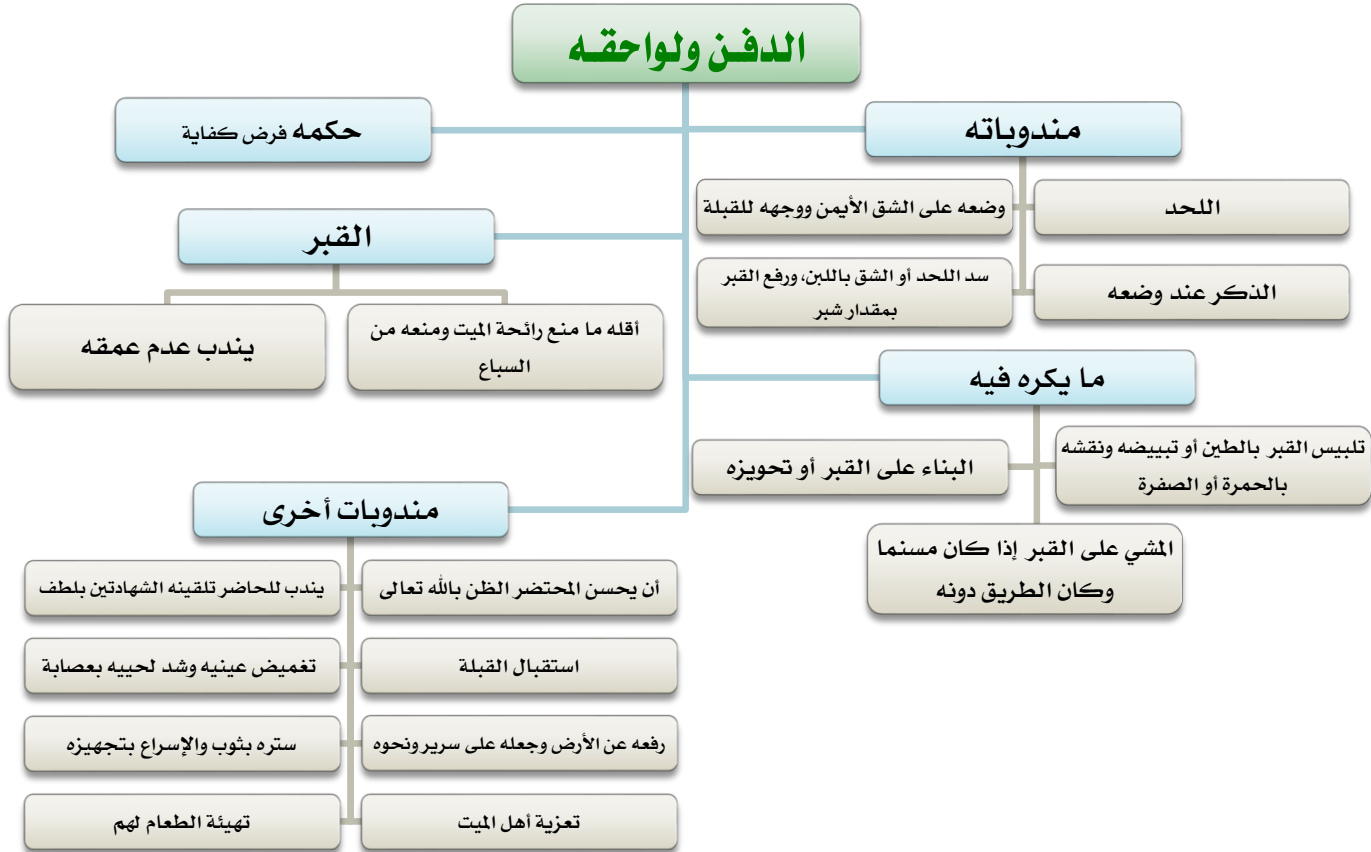 الدفن ولواحقه
حكمه فرض كفاية
مندوباته
اللحد
وضعه على الشق الأيمن ووجهه للقبلة
الذكر عند وضعه
سد اللحد أو الشق باللبن، ورفع القبر
بمقدار شبر
القبر
أقله ما منع رائحة الميت ومنعه من
السباع
يندب عدم عمقه
ما يكره فيه
تلبيس القبر بالطين أو تبييضه ونقشه
بالحمرة أو الصفرة
البناء على القبر أو تحويزه
المشي على القبر إذا كان مسنما
وكان الطريق دونه
مندوبات أخرى
أن يحسن المحتضر الظن بالله تعالى
يندب للحاضر تلقينه الشهادتين بلطف
استقبال القبلة
تغميض عينيه وشد لحييه بعصابة
رفعه عن الأرض وجعله على سرير ونحوه
ستره بثوب والإسراع بتجهيزه
تعزية أهل الميت
تهيئة الطعام لهم